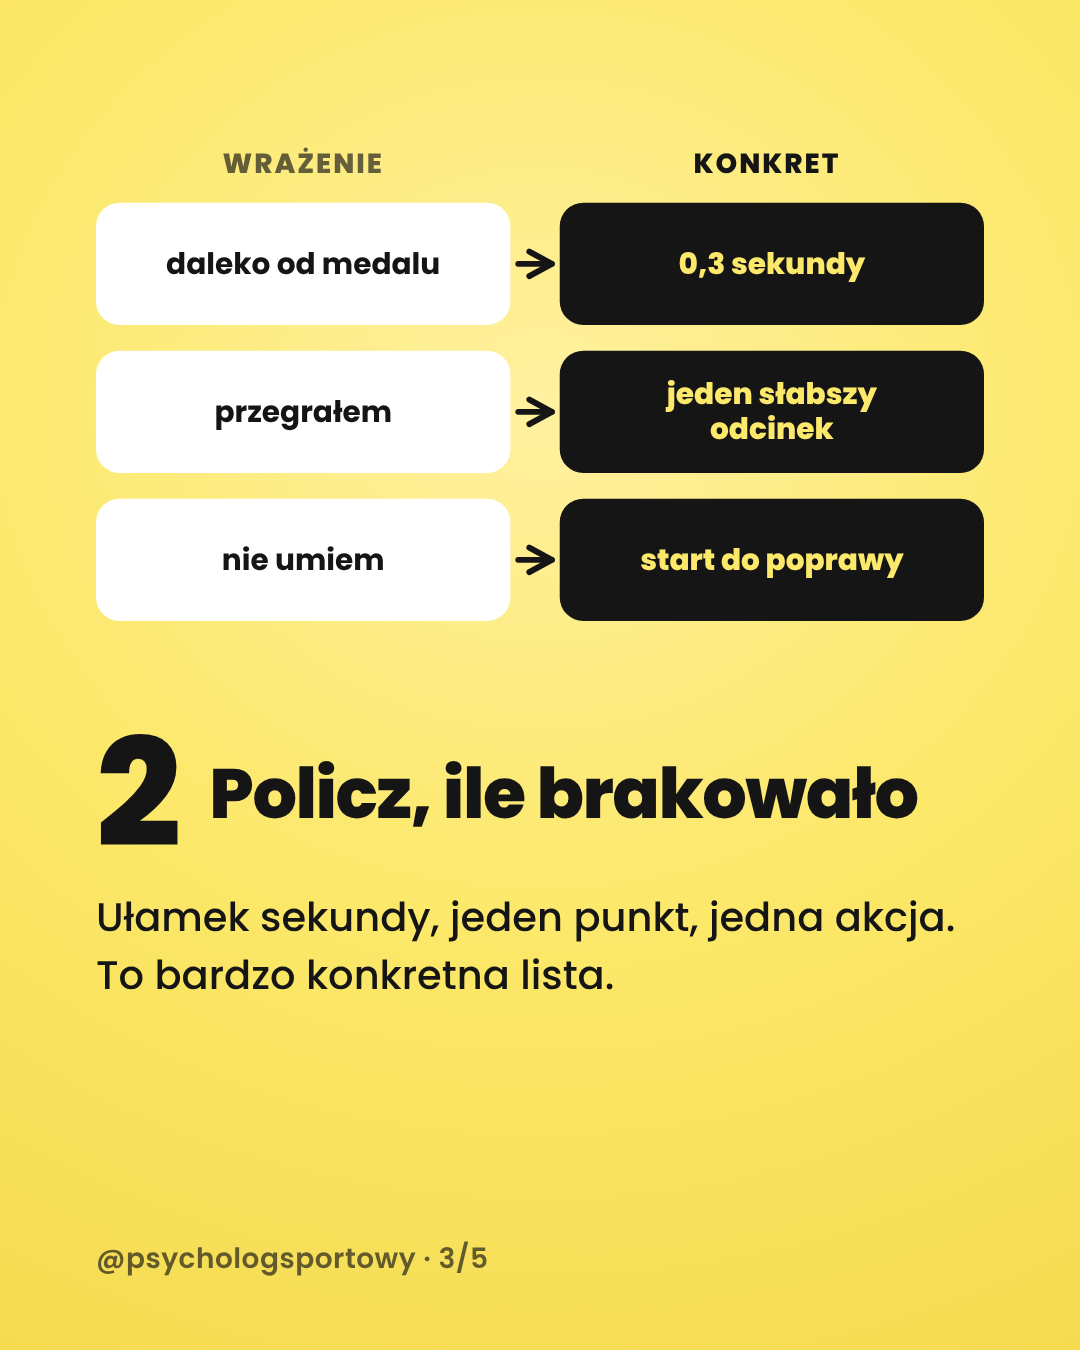 WRAŻENIE
KONKRET
daleko od medalu
0,3 sekundy
przegrałem
jeden słabszy
odcinek
nie umiem
start do poprawy
2 Policz, ile brakowało
Ułamek sekundy, jeden punkt, jedna akcja.
To bardzo konkretna lista.
@psychologsportowy · 3/5